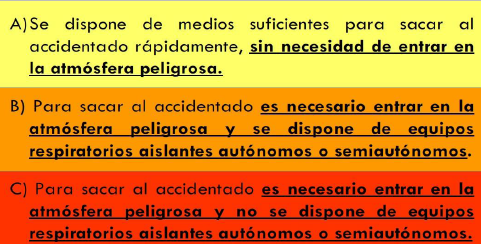 A)Se dispone de medios suficientes para sacar al
accidentado rápidamente, sin necesidad de entrar en
la atmósfera peligrosa.
B) Para sacar al accidentado es necesario entrar en la
atmósfera peligrosa y se dispone de equipos
respiratorios aislantes autónomos o semiautónomos.
C) Para sacar al accidentado es necesario entrar en la
atmósfera peligrosa y no se dispone de equipos
respiratorios aislantes autónomos o semiautónomos.